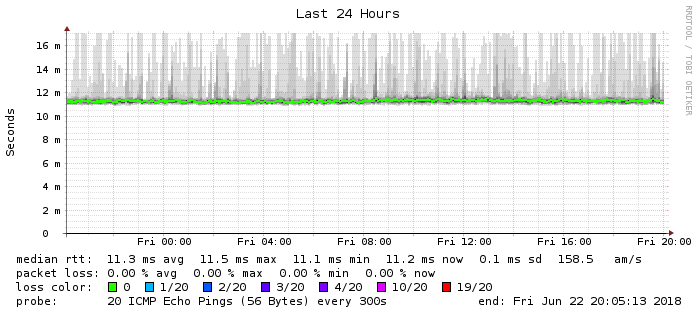 Last 24 Hours
RRDTOOL / TOBI OETIKER
Seconds
16 m
14 m
12 m
10 m
8 m
6 m
4 m
2 m
0
Fri 00:00 Fri 04:00 Fri 08:00 Fri 12:00 Fri 16:00 Fri 20:00
median rtt: 11.3 ms avg 11.5 ms max 11.1 ms min 11.2 ms now 0.1 ms sd 158.5 am/s
packet loss: 0.00 % avg 0.00 % max 0.00 % min 0.00 % now
loss color: 0 1/20 2/20 3/20 4/20 10/20 19/20
probe: 20 ICMP Echo Pings (56 Bytes) every 300s end: Fri Jun 22 20:05:13 2018